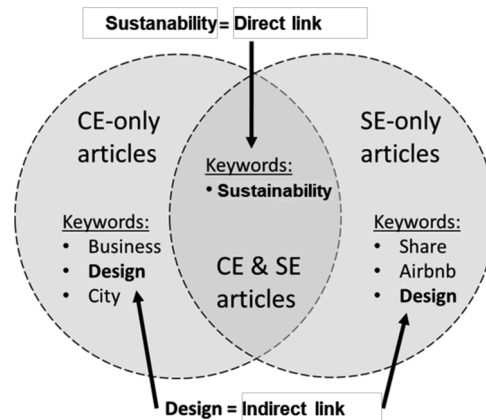 Sustanability = Direct link
CE-only
articles
SE-only
articles
Keywords:
• Sustainability
Keywords:
• Business
• Design
• City
CE & SE
articles
Keywords:
• Share
• Airbnb
• Design
Design = Indirect link